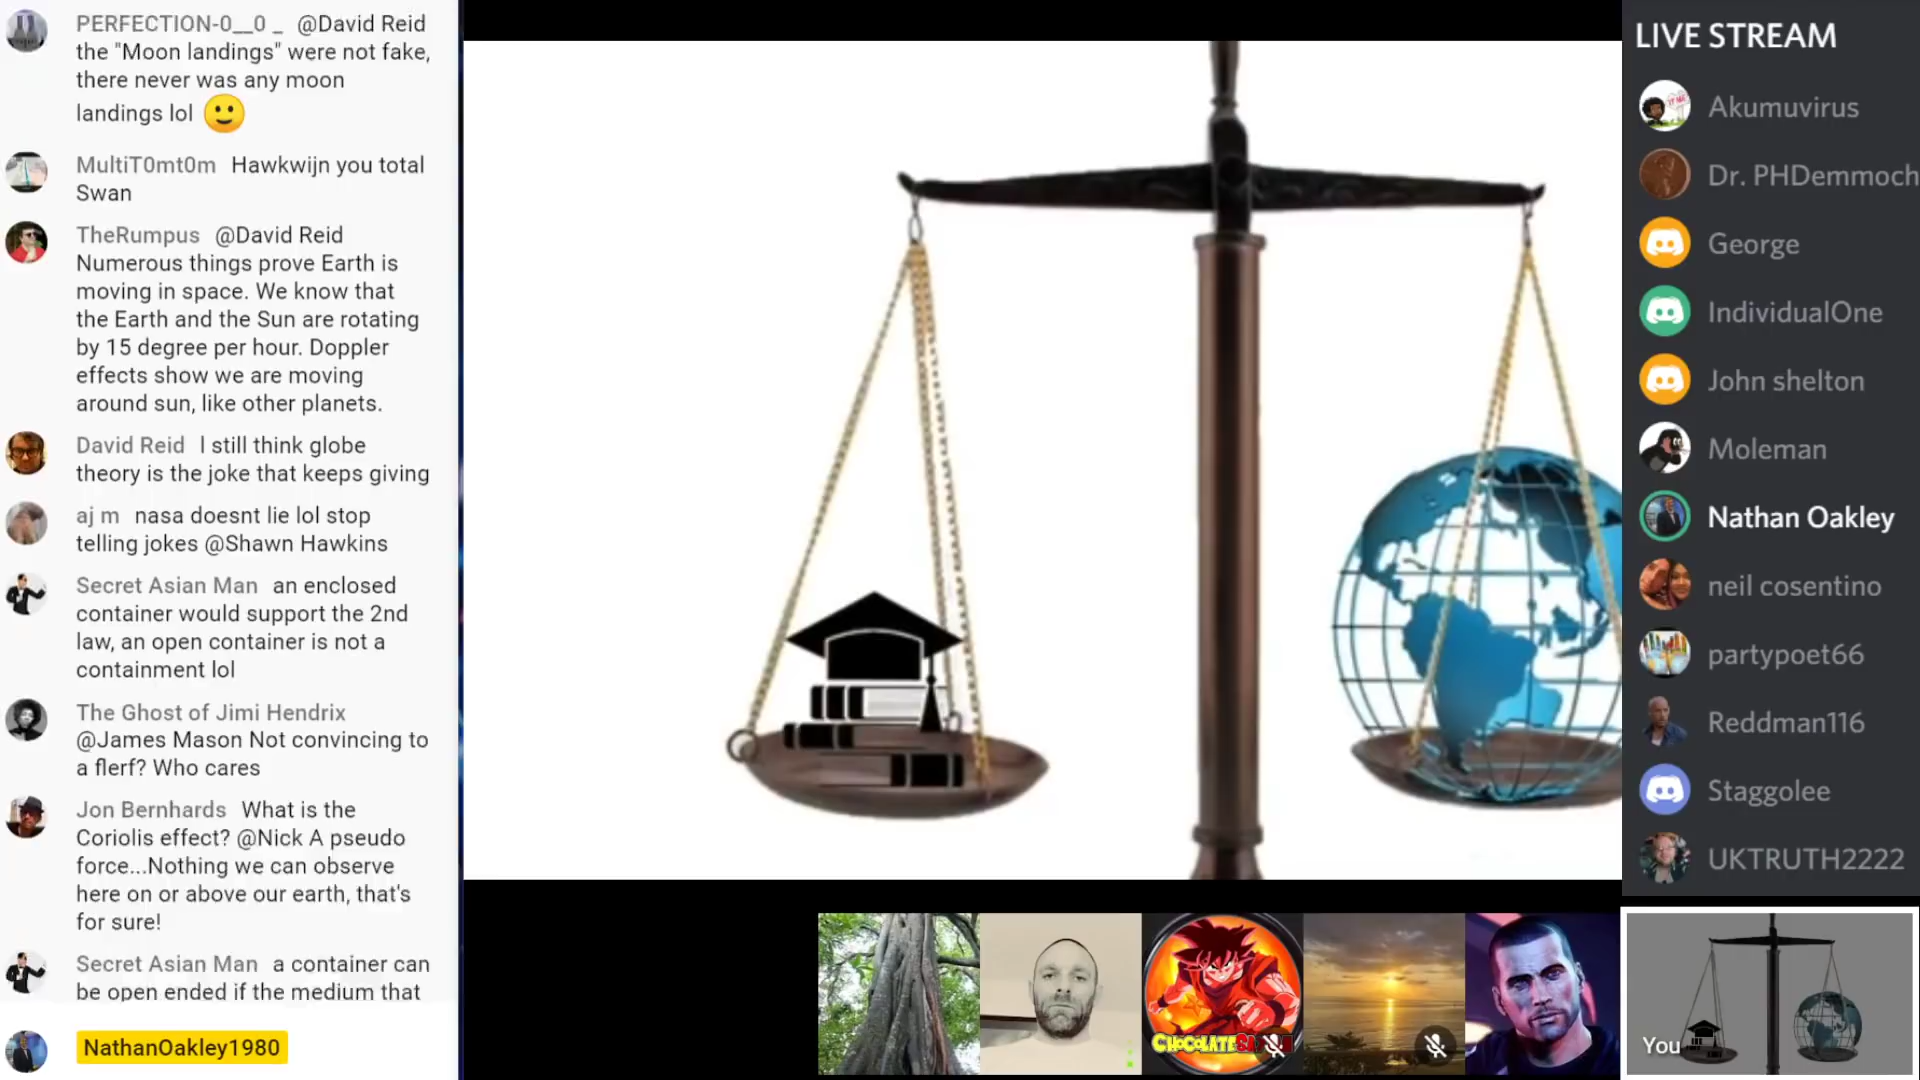 PERFECTION-0__0 _ @David Reid
the "Moon landings" were not fake,
there never was any moon
landings lol
MultiT0mt0m Hawkwijn you total
Swan
TheRumpus @David Reid
Numerous things prove Earth is
moving in space. We know that
the Earth and the Sun are rotating
by 15 degree per hour. Doppler
effects show we are moving
around sun, like other planets.
David Reid I still think globe
theory is the joke that keeps giving
aj m nasa doesnt lie lol stop
telling jokes @Shawn Hawkins
Secret Asian Man an enclosed
container would support the 2nd
law, an open container is not a
containment lol
The Ghost of Jimi Hendrix
@James Mason Not convincing to
a flerf? Who cares
Jon Bernhards What is the
Coriolis effect? @Nick A pseudo
force...Nothing we can observe
here on or above our earth, that's
for sure!
Secret Asian Man a container can
be open ended if the medium that
NathanOakley1980
LIVE STREAM
Akumuvirus
Dr. PHDemmoch
George
IndividualOne
John shelton
Moleman
Nathan Oakley
neil cosentino
partypoet66
Reddman116
Staggolee
UKTRUTH2222
You